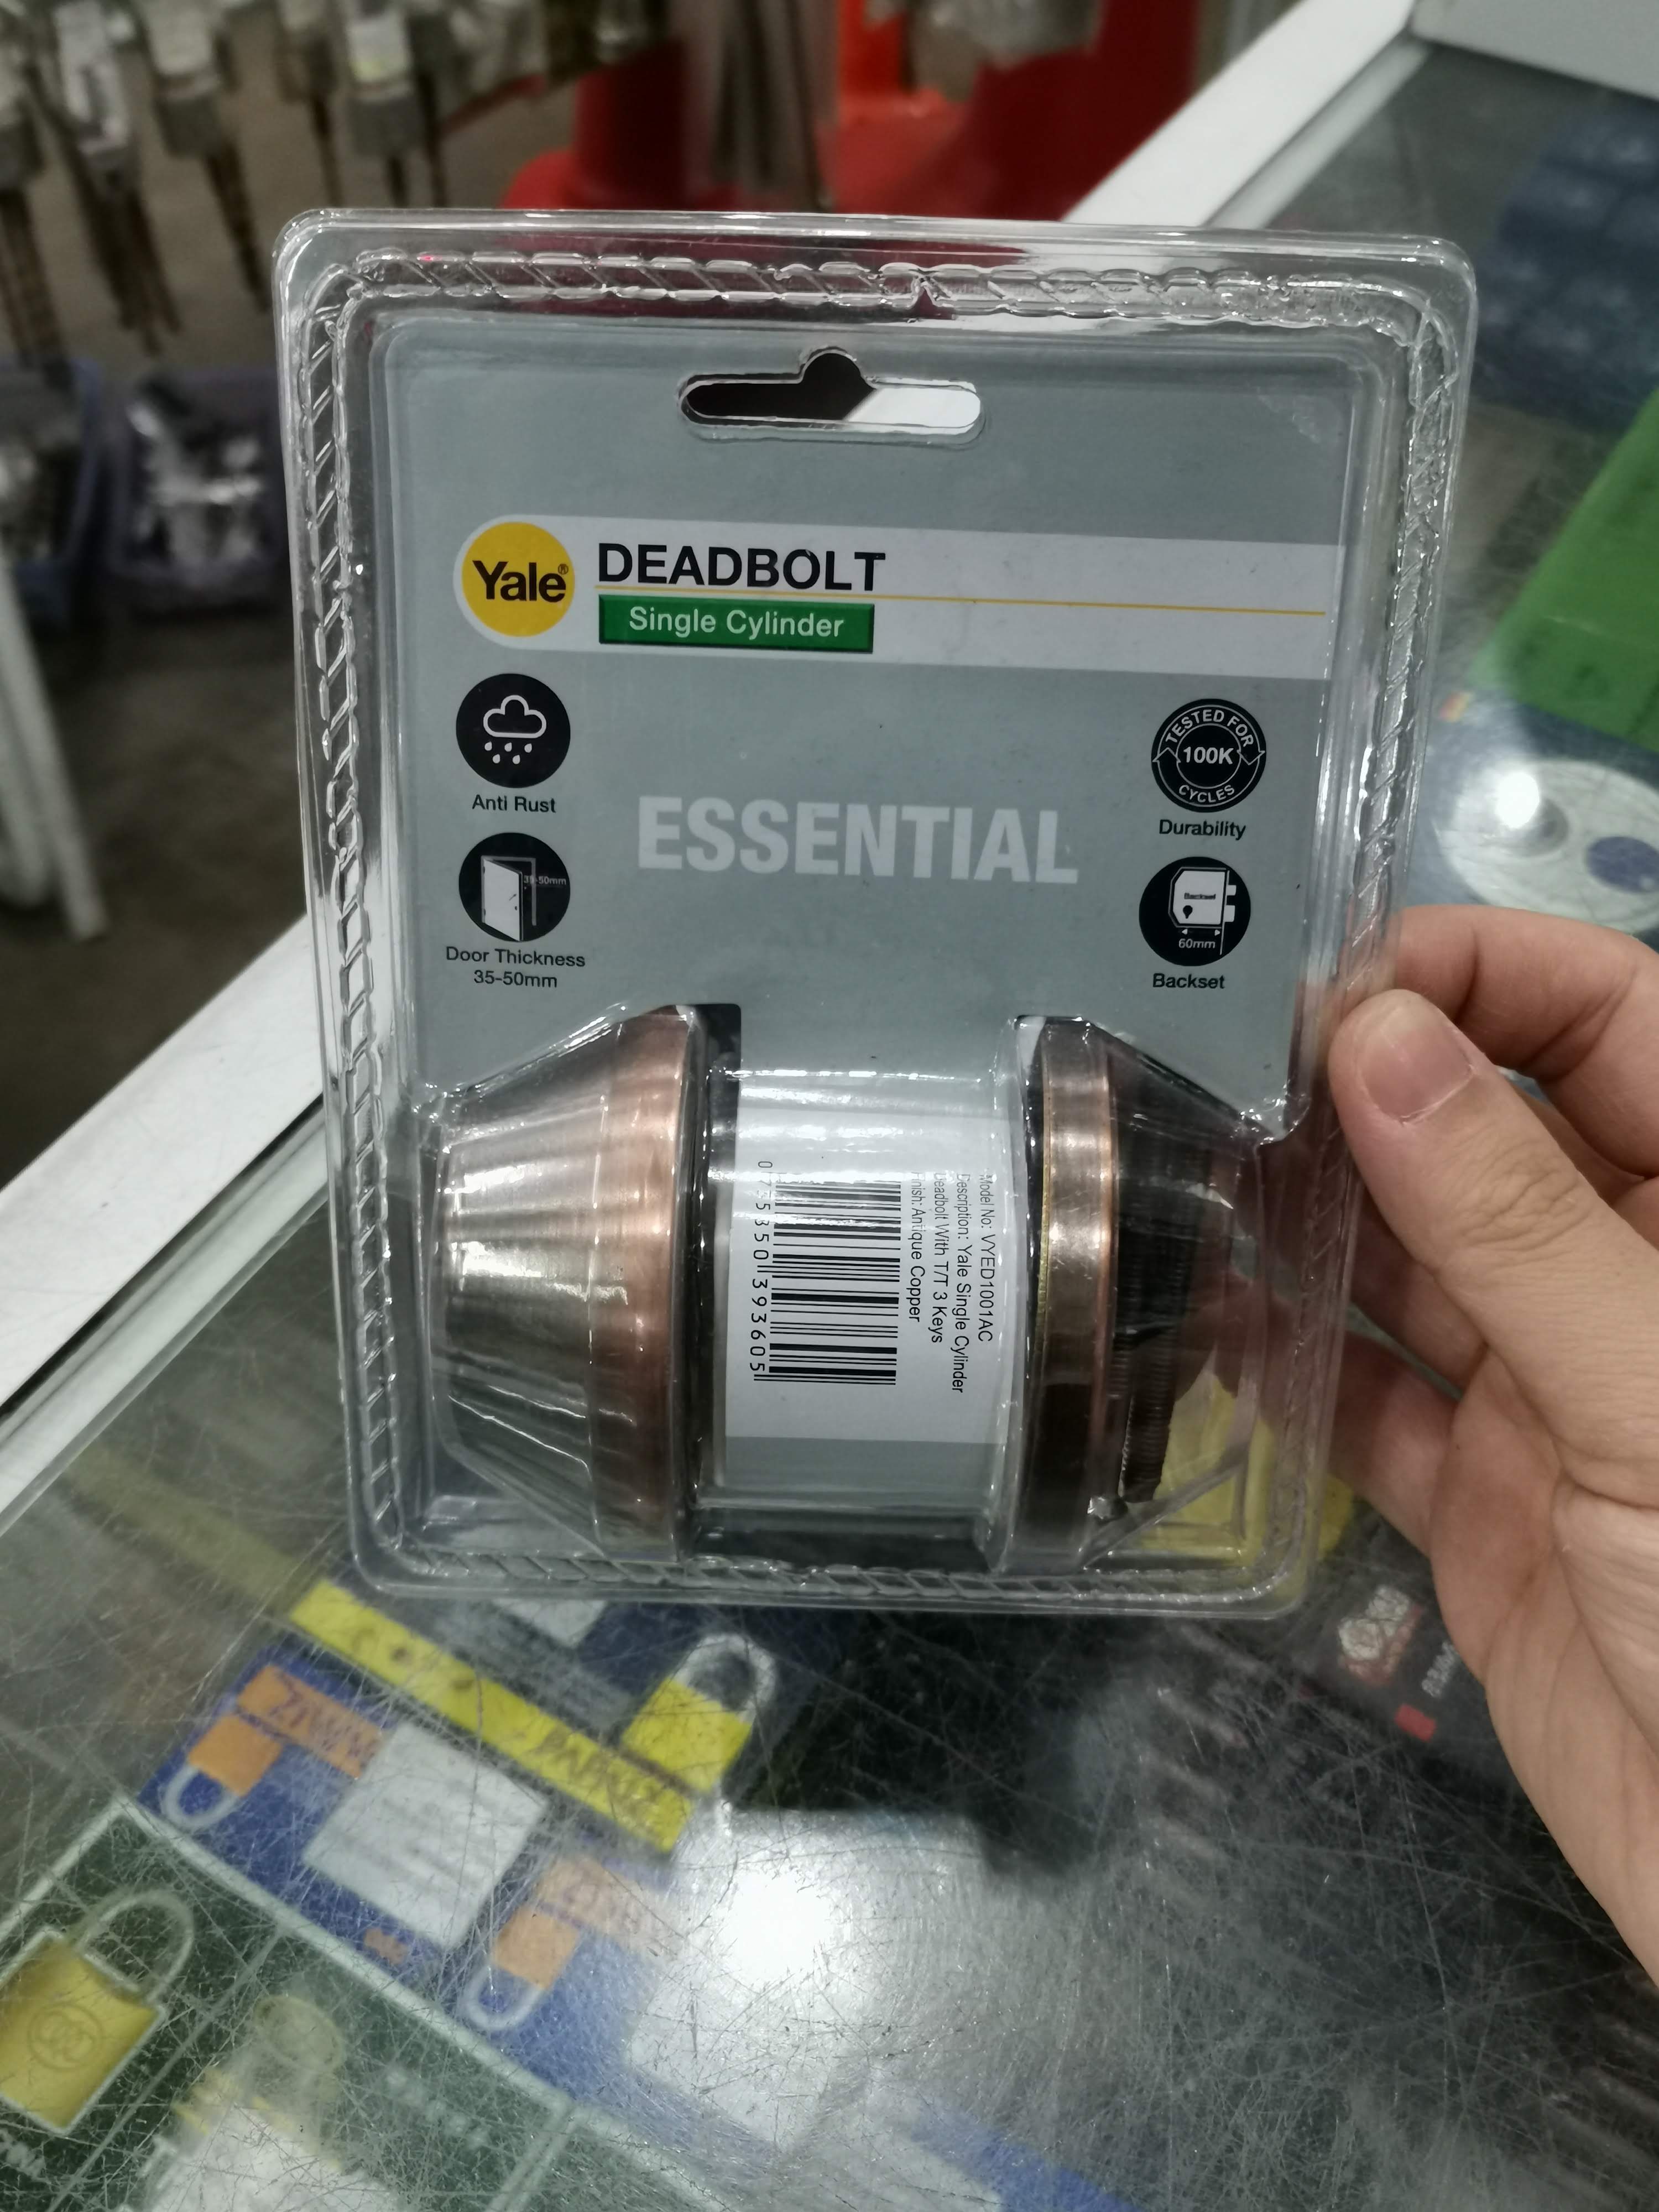 Yale®
DEADBOLT
Single Cylinder
Anti Rust
TESTED FOR
100K
CYCLES
Durability
ESSENTIAL
35-50mm
Door Thickness
35-50mm
Backset
60mm
Backset
Model No: VYED1001AC
Description: Yale Single Cylinder
Deadbolt With T/T 3 Keys
Finish: Antique Copper